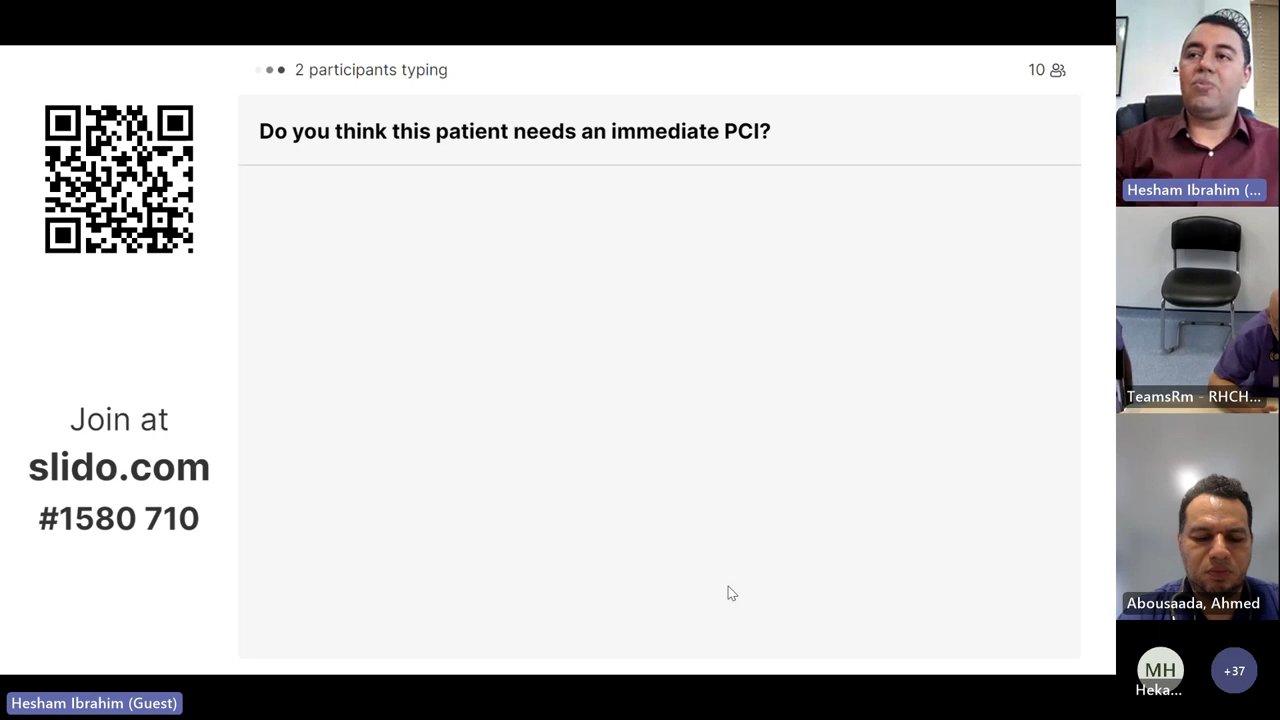 2 participants typing
10
Do you think this patient needs an immediate PCI?
Join at
slido.com
#1580 710
Hesham Ibrahim (...
TeamsRm - RHCH...
Abousaada, Ahmed
MH
Heka...
+37
Hesham Ibrahim (Guest)